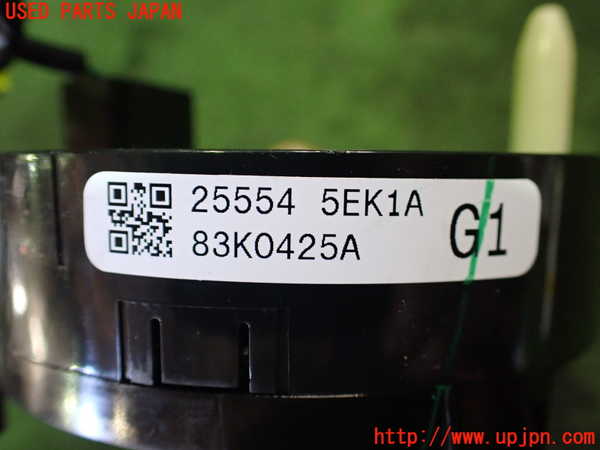 USED PARTS JAPAN
25554 5EK1A
83K0425A
G1
http://www.upjpn.com